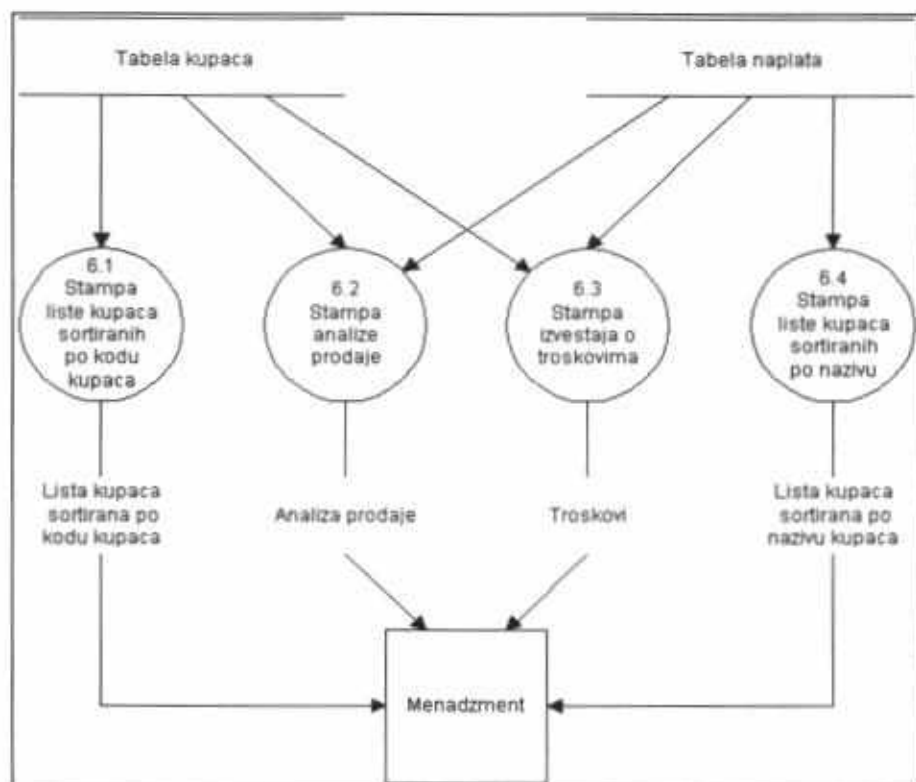 Tabela kupaca
Tabela naplata
6.1
Stampa
liste kupaca
sortiranih
po kodu
kupaca
6.2
Stampa
analize
prodaje
6.3
Stampa
izvestaja o
troskovima
6.4
Stampa
liste kupaca
sortiranih
po nazivu
Lista kupaca
sortirana po
kodu kupaca
Analiza prodaje
Troskovi
Lista kupaca
sortirana po
nazivu kupaca
Menadzment